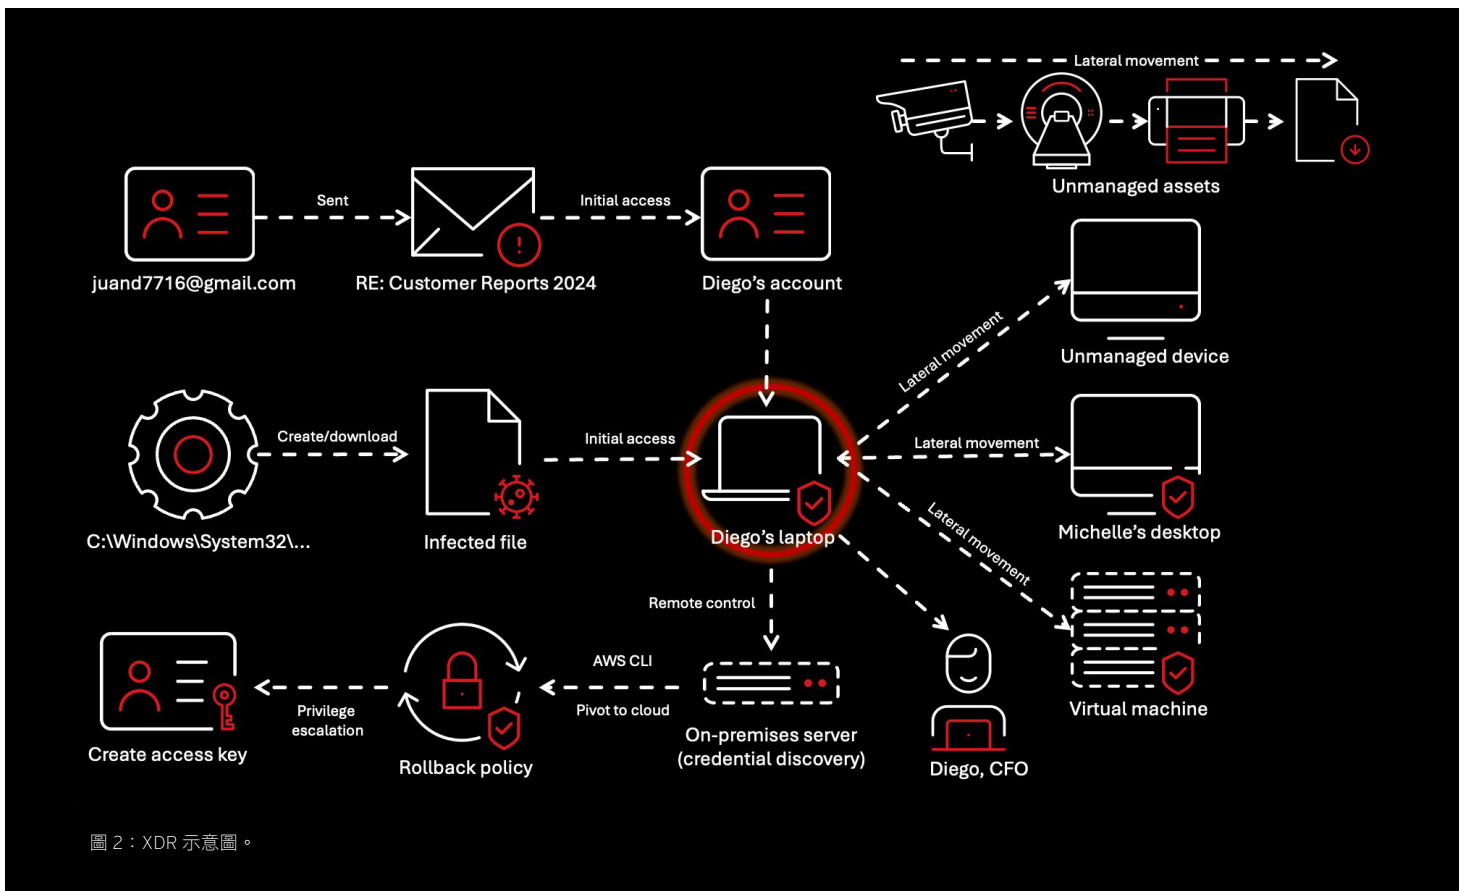 Lateral movement
Unmanaged assets
Sent
Initial access
juand7716@gmail.com
RE: Customer Reports 2024
Diego’s account
Lateral movement
Unmanaged device
Create/download
Initial access
Lateral movement
C:\Windows\System32\...
Infected file
Diego’s laptop
Michelle’s desktop
Lateral movement
Remote control
AWS CLI
Pivot to cloud
Privilege
escalation
Virtual machine
On-premises server
(credential discovery)
Create access key
Rollback policy
Diego, CFO
圖 2：XDR 示意圖。